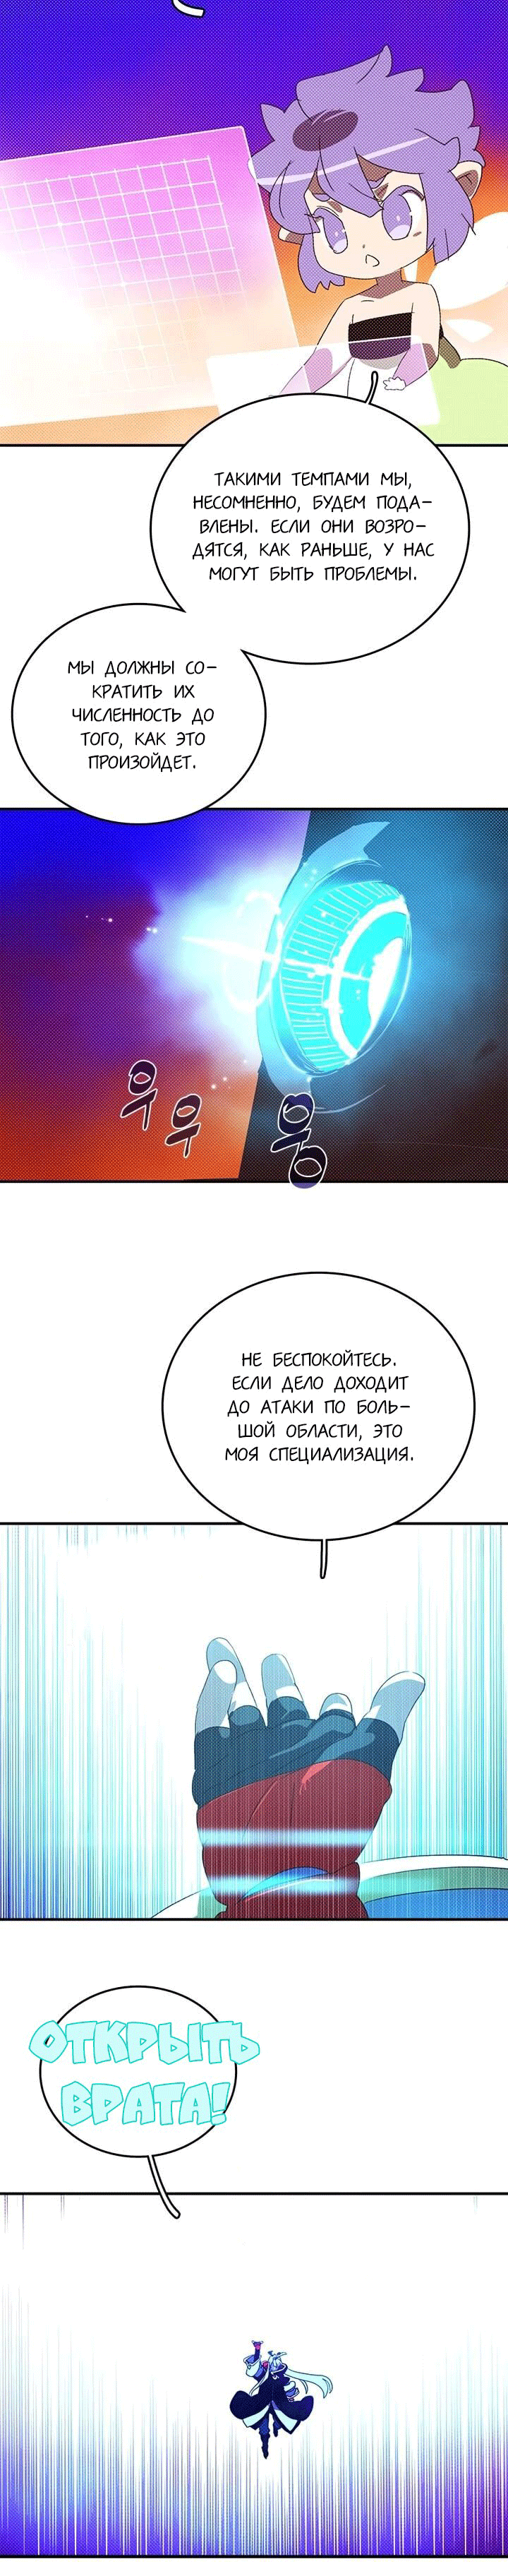 ТАКИМИ ТЕМПАМИ МЫ,
НЕСОМНЕННО, БУДЕМ ПОДА-
ВЛЕНЫ. ЕСЛИ ОНИ ВОЗРО-
ДЯТСЯ, КАК РАНЬШЕ, У НАС
МОГУТ БЫТЬ ПРОБЛЕМЫ.
МЫ ДОЛЖНЫ СО-
КРАТИТЬ ИХ
ЧИСЛЕННОСТЬ ДО
ТОГО, КАК ЭТО
ПРОИЗОЙДЕТ.
우우웅
НЕ БЕСПОКОЙТЕСЬ.
ЕСЛИ ДЕЛО ДОХОДИТ
ДО АТАКИ ПО БОЛЬ-
ШОЙ ОБЛАСТИ, ЭТО
МОЯ СПЕЦИАЛИЗАЦИЯ.
ОТКРЫТЬ
ВРАТА!